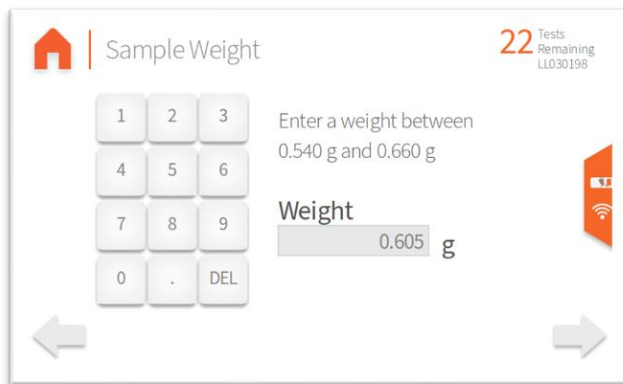 Sample Weight
22 Tests
Remaining
LL030198
1 2 3
4 5 6
7 8 9
0 . DEL
Enter a weight between
0.540 g and 0.660 g
Weight
0.605 g